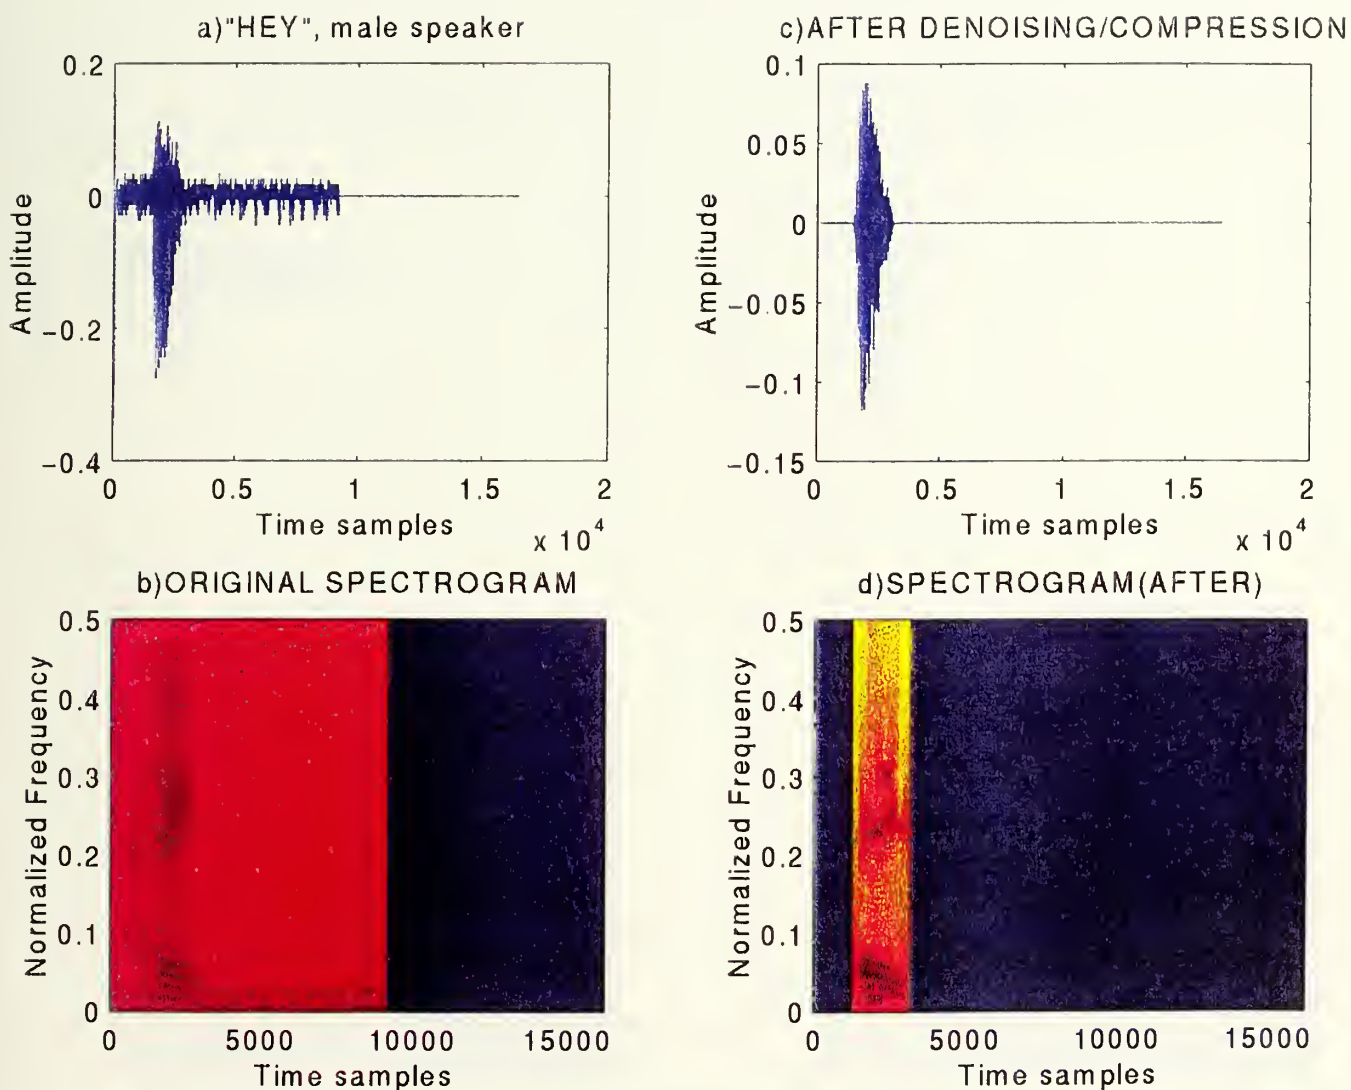 a)"HEY", male speaker
0.2
0
−0.2
−0.4
Amplitude
0 0.5 1 1.5 2
Time samples
x 10^4
c)AFTER DENOISING/COMPRESSION
0.1
0.05
0
−0.05
−0.1
−0.15
Amplitude
0 0.5 1 1.5 2
Time samples
x 10^4
b)ORIGINAL SPECTROGRAM
0.5
0.4
0.3
0.2
0.1
0
Normalized Frequency
0 5000 10000 15000
Time samples
d)SPECTROGRAM(AFTER)
0.5
0.4
0.3
0.2
0.1
0
Normalized Frequency
0 5000 10000 15000
Time samples